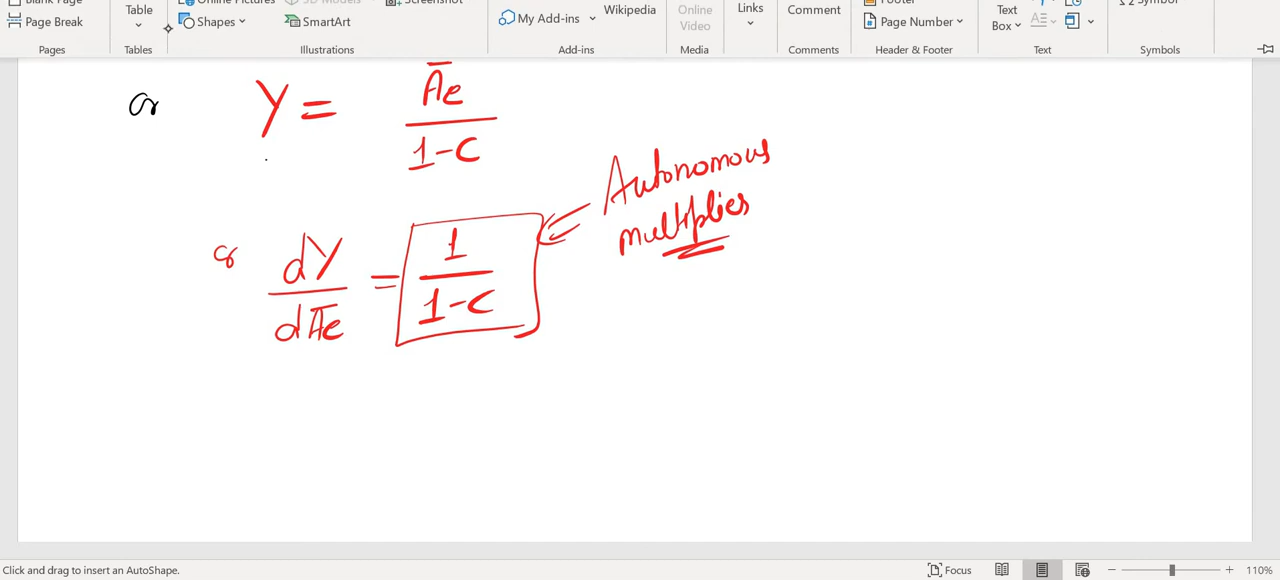 Blank Page
Online Pictures
3D Models
Screenshot
Footer
Symbol
Page Break
Table
Shapes
SmartArt
My Add-ins
Wikipedia
Online
Video
Links
Comment
Page Number
Text
Box
Pages
Tables
Illustrations
Add-ins
Media
Comments
Header & Footer
Text
Symbols
or Y = Āe / 1-C
Autonomous
multiplier
or dY / dĀe = 1 / 1-C
Click and drag to insert an AutoShape.
Focus
110%